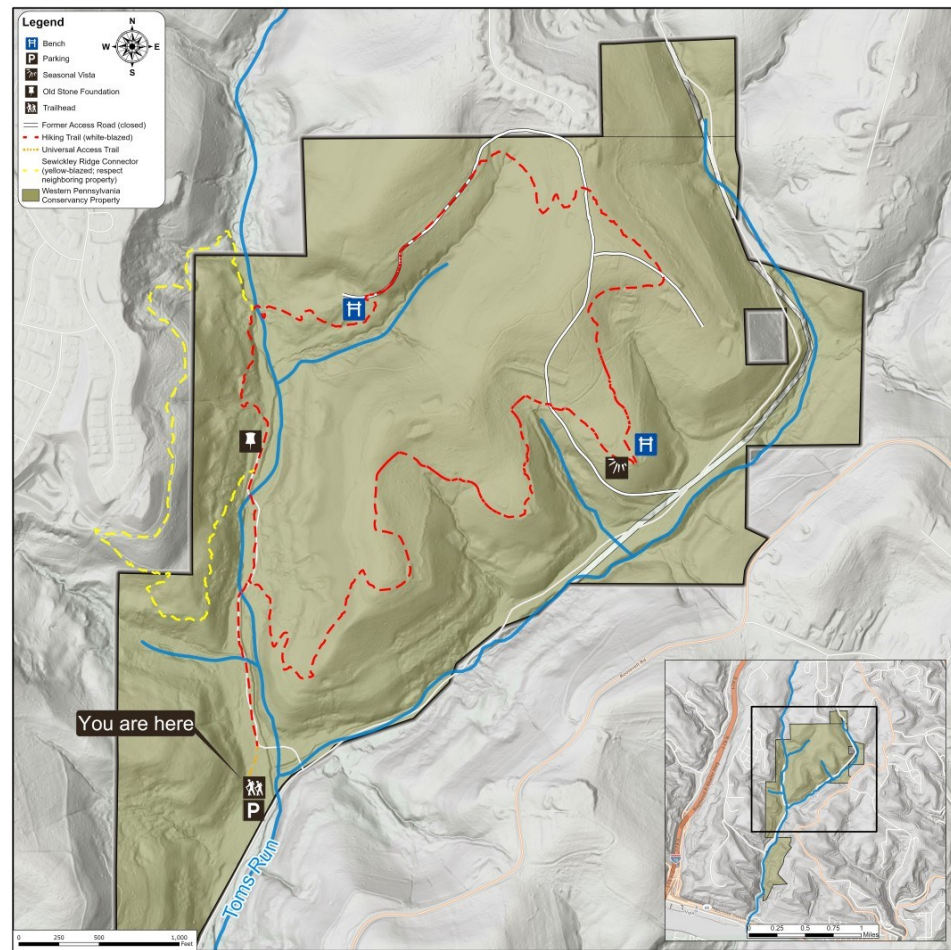 Legend
Bench
P
Parking
Seasonal Vista
Old Stone Foundation
Trailhead
Former Access Road (closed)
Hiking Trail (white-blazed)
Universal Access Trail
Sewickley Ridge Connector
(yellow-blazed; respect
neighboring property)
Western Pennsylvania
Conservancy Property
N
W E
S
You are here
P
Toms Run
Roosevelt Rd
0 250 500 1,000
Feet
0 0.25 0.5 0.75 1
Miles